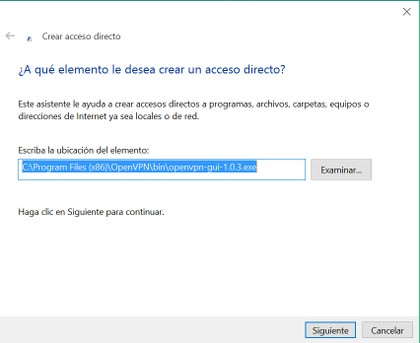 Crear acceso directo
¿A qué elemento le desea crear un acceso directo?
Este asistente le ayuda a crear accesos directos a programas, archivos, carpetas, equipos o
direcciones de Internet ya sea locales o de red.
Escriba la ubicación del elemento:
C:\Program Files (x86)\OpenVPN\bin\openvpn-gui-1.0.3.exe
Examinar...
Haga clic en Siguiente para continuar.
Siguiente
Cancelar